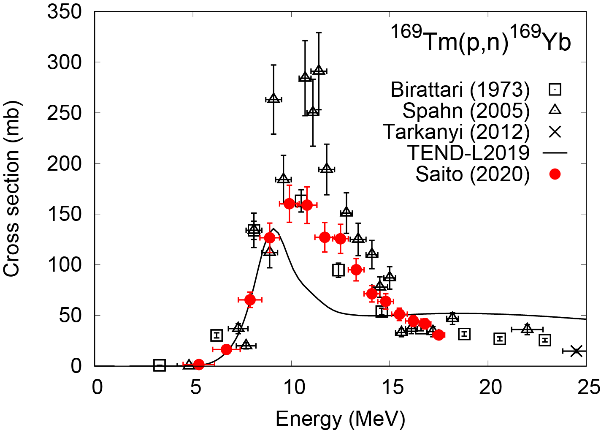 350
300
250
200
150
100
50
0
Cross section (mb)
¹⁶⁹Tm(p,n)¹⁶⁹Yb
Birattari (1973)
Spahn (2005)
Tarkanyi (2012)
TEND-L2019
Saito (2020)
0 5 10 15 20 25
Energy (MeV)